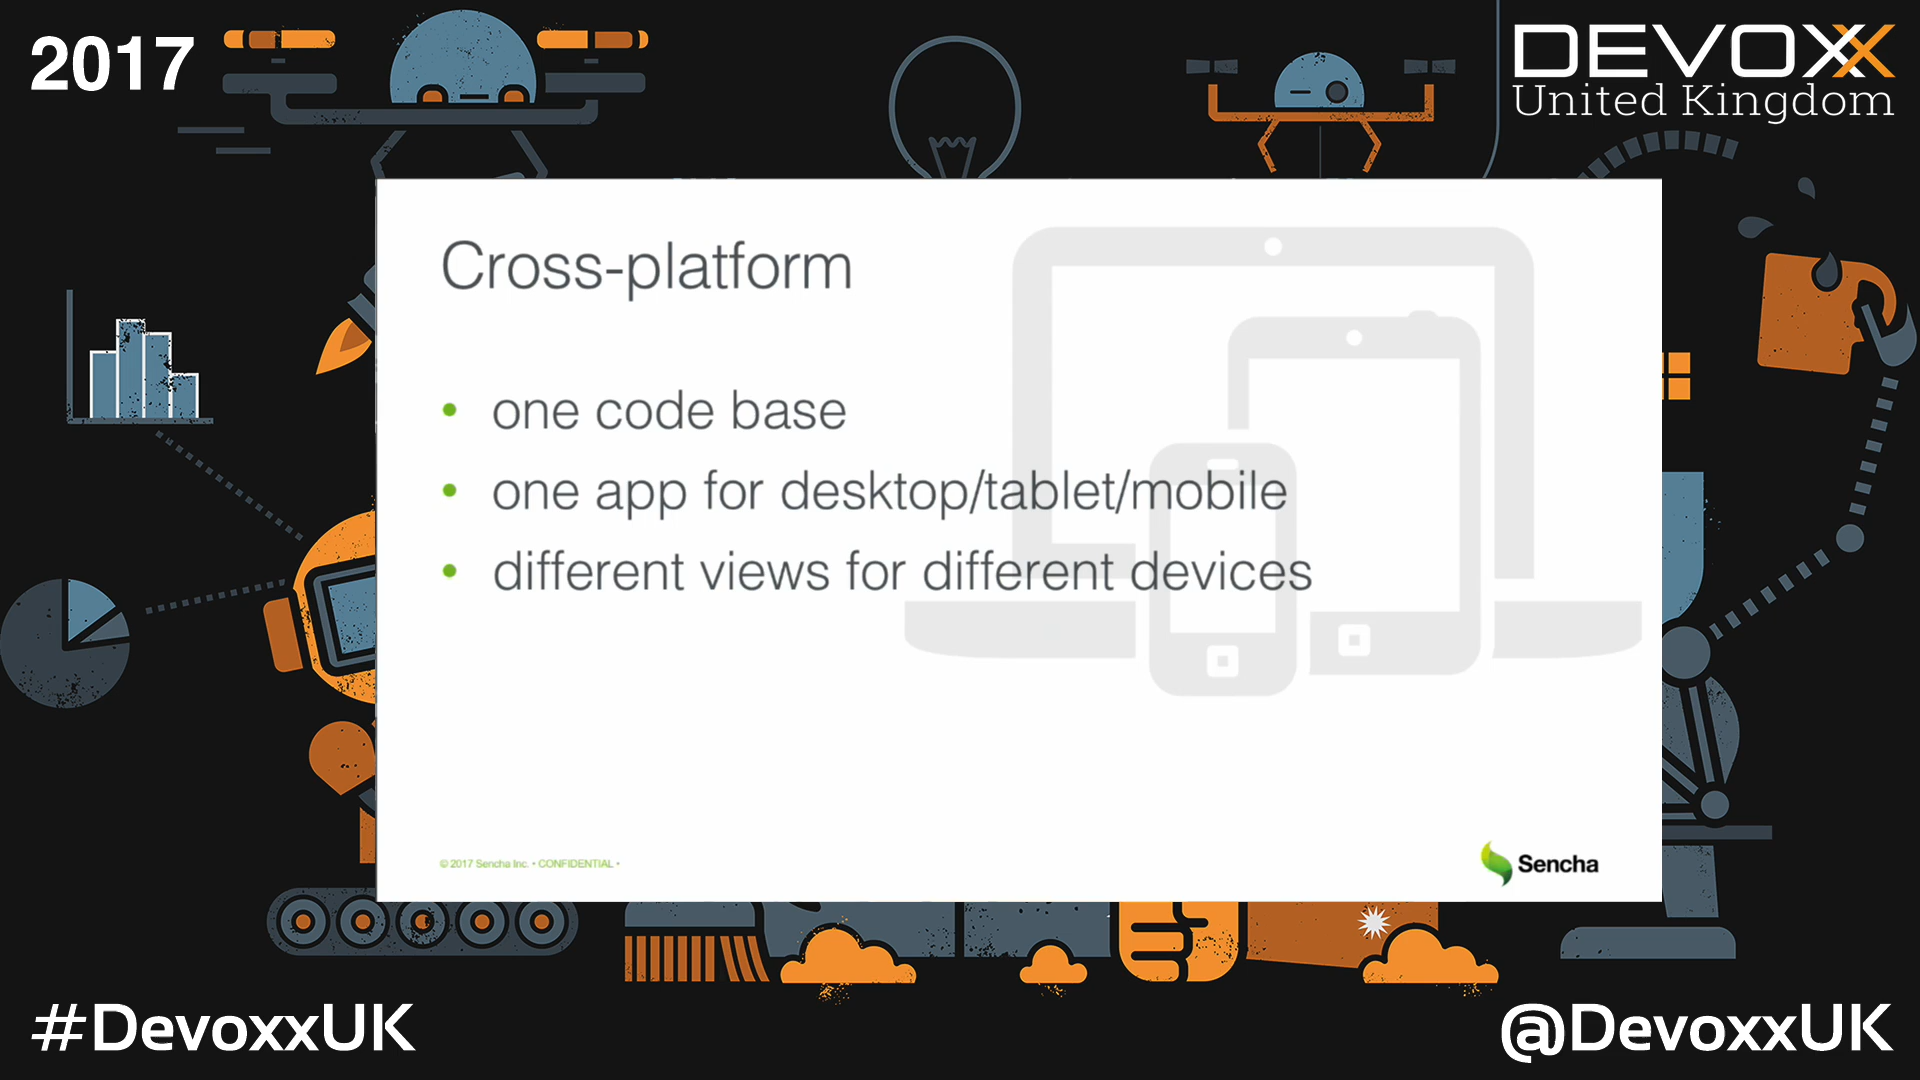 2017
DEVOXX
United Kingdom
Cross-platform
• one code base
• one app for desktop/tablet/mobile
• different views for different devices
© 2017 Sencha Inc. • CONFIDENTIAL •
Sencha
#DevoxxUK
@DevoxxUK